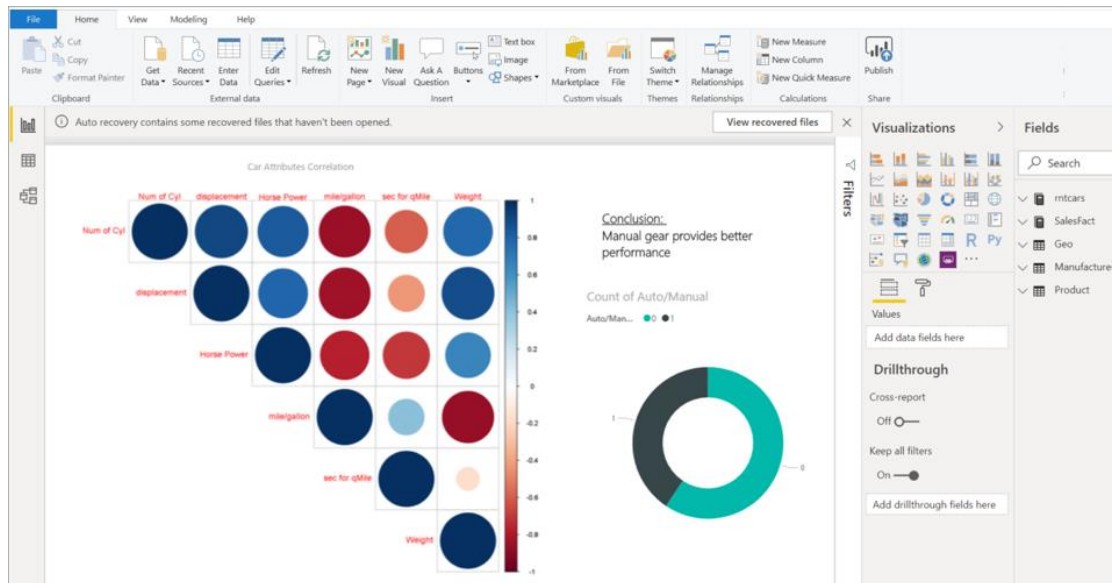 File Home View Modeling Help
Paste
Cut
Copy
Format Painter
Clipboard
Get Data
Recent Sources
Enter Data
Edit Queries
Refresh
External data
New Page
New Visual
Ask A Question
Buttons
Text box
Image
Shapes
Insert
From Marketplace
From File
Custom visuals
Switch Theme
Themes
Manage Relationships
Relationships
New Measure
New Column
New Quick Measure
Calculations
Publish
Share
Auto recovery contains some recovered files that haven't been opened.
View recovered files
Car Attributes Correlation
Num of Cyl displacement Horse Power mile/gallon sec for qMile Weight
Num of Cyl
displacement
Horse Power
mile/gallon
sec for qMile
Weight
1
0.8
0.6
0.4
0.2
0
-0.2
-0.4
-0.6
-0.8
-1
Conclusion:
Manual gear provides better
performance
Count of Auto/Manual
Auto/Man... 0 1
1
0
Filters
Visualizations
R Py
Values
Add data fields here
Drillthrough
Cross-report
Off
Keep all filters
On
Add drillthrough fields here
Fields
Search
mtcars
SalesFact
Geo
Manufacture
Product